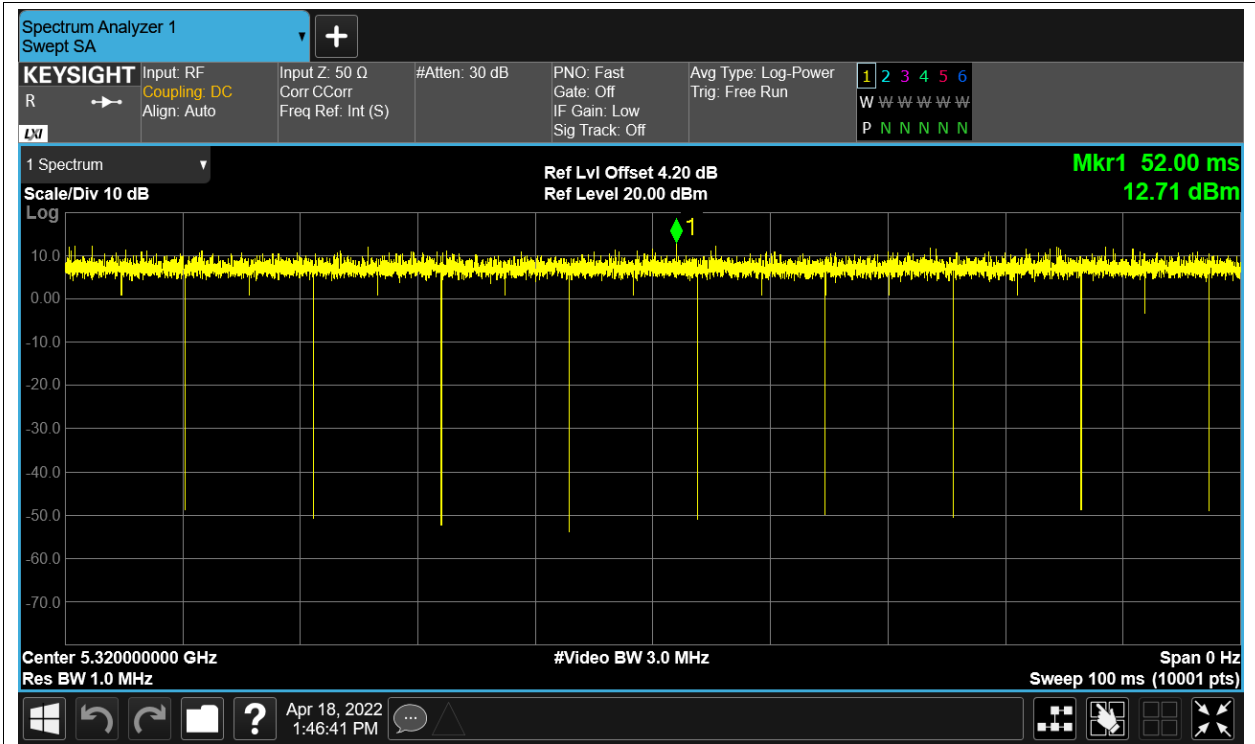 Spectrum Analyzer 1
Swept SA
KEYSIGHT
R
LXI
Input: RF
Coupling: DC
Align: Auto
Input Z: 50 Ω
Corr CCorr
Freq Ref: Int (S)
#Atten: 30 dB
PNO: Fast
Gate: Off
IF Gain: Low
Sig Track: Off
Avg Type: Log-Power
Trig: Free Run
1 2 3 4 5 6
W W W W W W
P N N N N N
1 Spectrum
Scale/Div 10 dB
Ref Lvl Offset 4.20 dB
Ref Level 20.00 dBm
Mkr1 52.00 ms
12.71 dBm
Log
1
10.0
0.00
-10.0
-20.0
-30.0
-40.0
-50.0
-60.0
-70.0
Center 5.320000000 GHz
#Video BW 3.0 MHz
Span 0 Hz
Res BW 1.0 MHz
Sweep 100 ms (10001 pts)
?
Apr 18, 2022
1:46:41 PM